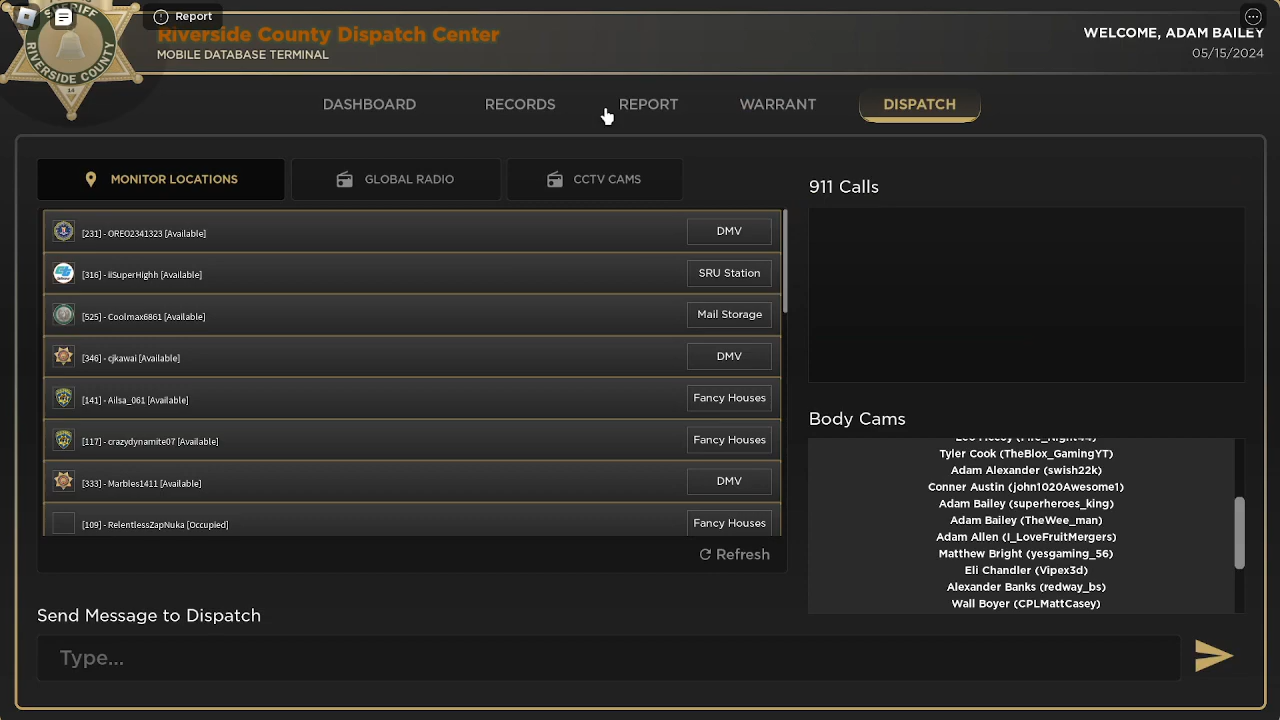 SHERIFF
RIVERSIDE COUNTY
Report
Riverside County Dispatch Center
MOBILE DATABASE TERMINAL
WELCOME, ADAM BAILEY
05/15/2024
DASHBOARD
RECORDS
REPORT
WARRANT
DISPATCH
MONITOR LOCATIONS
GLOBAL RADIO
CCTV CAMS
[231] - OREO2341323 [Available]
DMV
[316] - iiSuperHighh [Available]
SRU Station
[525] - Coolmax6861 [Available]
Mail Storage
[346] - cjkawai [Available]
DMV
[141] - Ailsa_061 [Available]
Fancy Houses
[117] - crazydynamite07 [Available]
Fancy Houses
[333] - Marbles1411 [Available]
DMV
[109] - RelentlessZapNuka [Occupied]
Fancy Houses
Refresh
911 Calls
Body Cams
Tyler Cook (TheBlox_GamingYT)
Adam Alexander (swish22k)
Conner Austin (john1020Awesome1)
Adam Bailey (superheroes_king)
Adam Bailey (TheWee_man)
Adam Allen (I_LoveFruitMergers)
Matthew Bright (yesgaming_56)
Eli Chandler (Vipex3d)
Alexander Banks (redway_bs)
Wall Boyer (CPLMattCasey)
Send Message to Dispatch
Type...